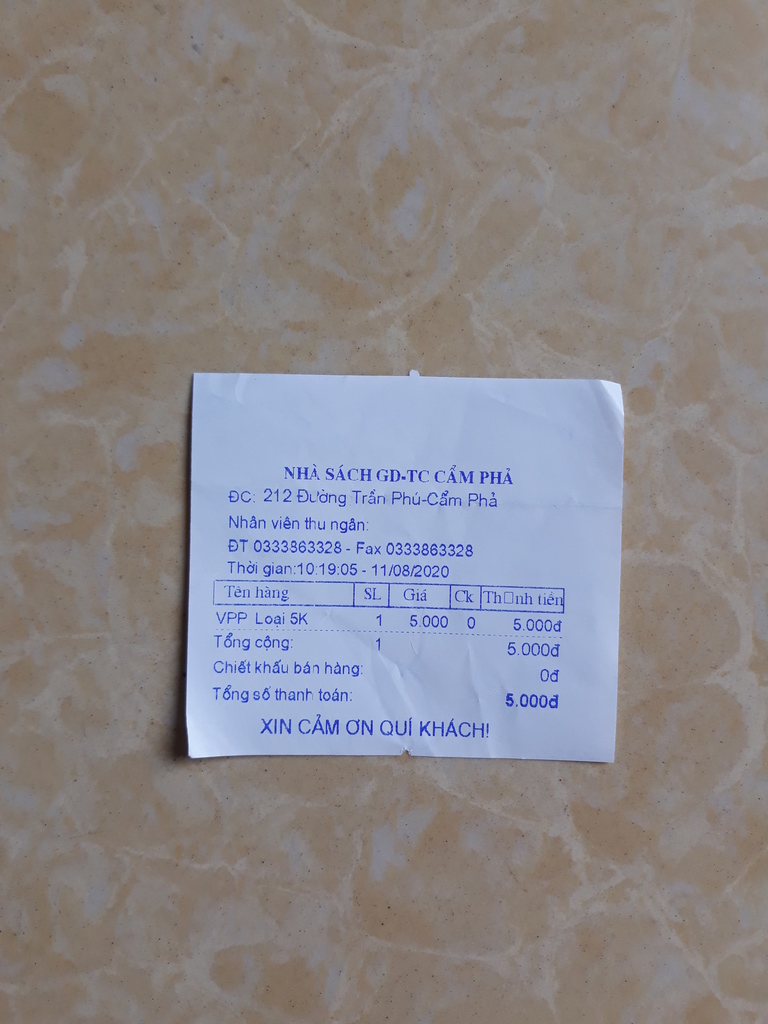 NHÀ SÁCH GD-TC CẨM PHẢ
ĐC: 212 Đường Trần Phú-Cẩm Phả
Nhân viên thu ngân:
ĐT 0333863328 - Fax 0333863328
Thời gian:10:19:05 - 11/08/2020
Tên hàng SL Giá Ck Th□nh tiền
VPP Loại 5K 1 5.000 0 5.000đ
Tổng cộng: 1 5.000đ
Chiết khấu bán hàng: 0đ
Tổng số thanh toán: 5.000đ
XIN CẢM ƠN QUÍ KHÁCH!